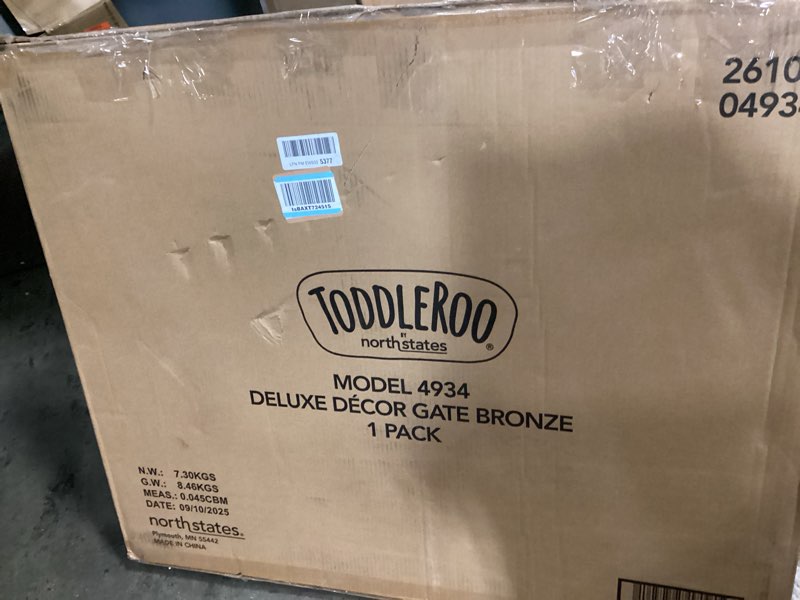 2610
0493
5377
TODDLEROO
BY
northstates®
MODEL 4934
DELUXE DÉCOR GATE BRONZE
1 PACK
N.W.: 7.30KGS
G.W.: 8.46KGS
MEAS.: 0.045CBM
DATE: 09/10/2025
northstates.
Plymouth, MN 55442
MADE IN CHINA